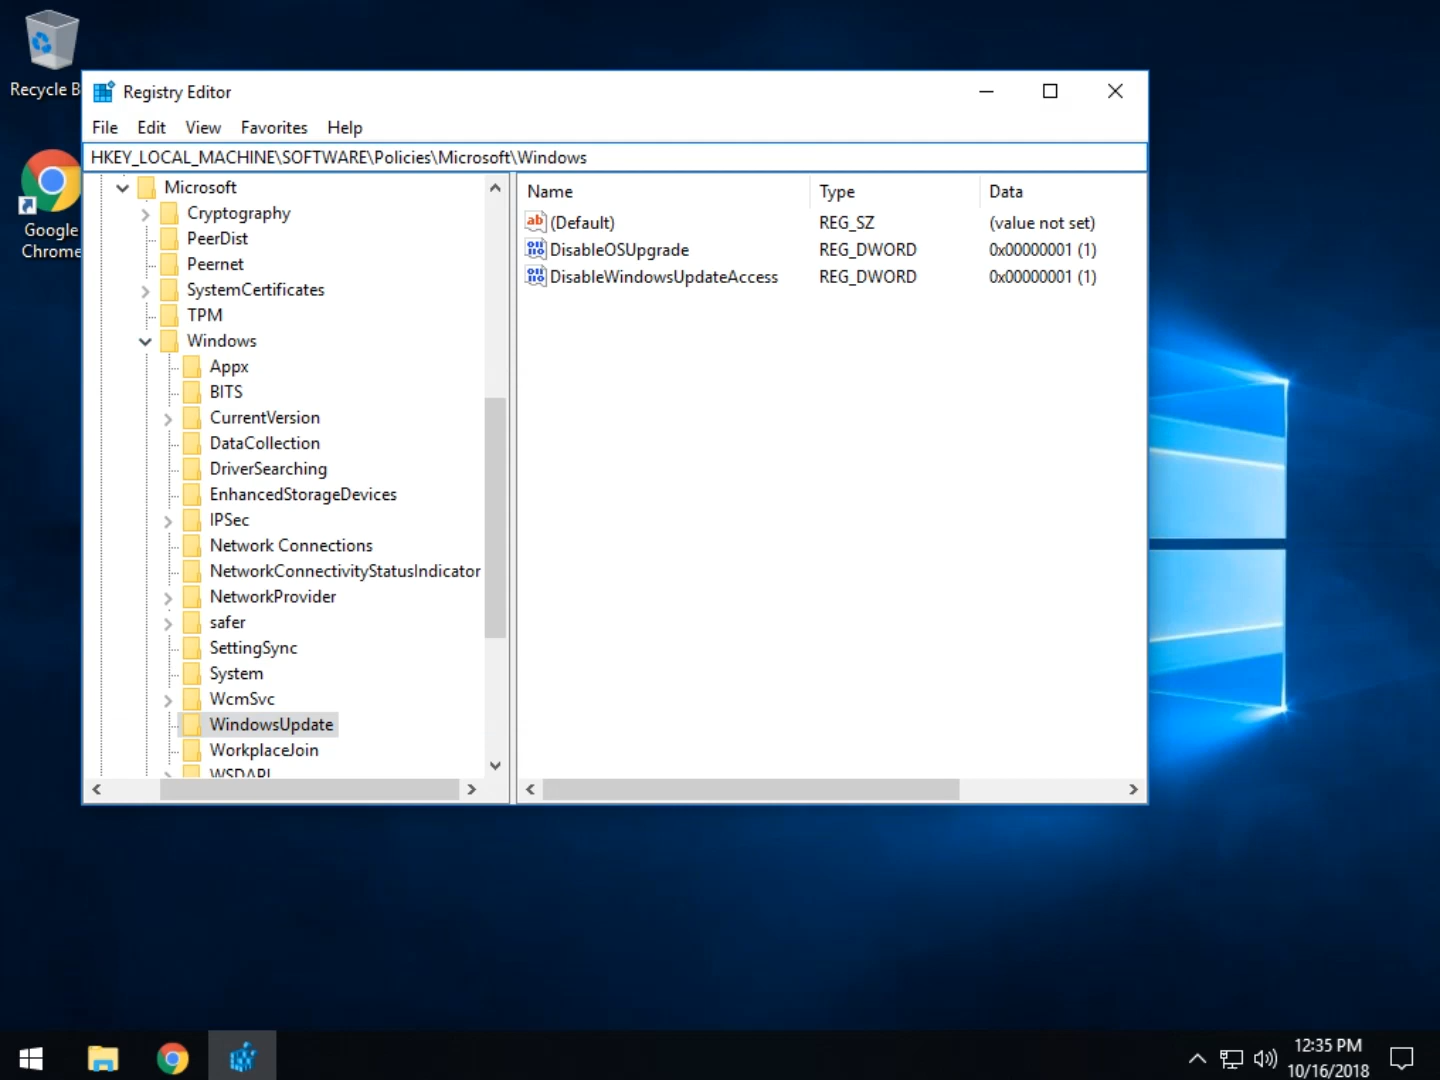 Recycle B
Google
Chrome
Registry Editor
File Edit View Favorites Help
HKEY_LOCAL_MACHINE\SOFTWARE\Policies\Microsoft\Windows
Microsoft
Cryptography
PeerDist
Peernet
SystemCertificates
TPM
Windows
Appx
BITS
CurrentVersion
DataCollection
DriverSearching
EnhancedStorageDevices
IPSec
Network Connections
NetworkConnectivityStatusIndicator
NetworkProvider
safer
SettingSync
System
WcmSvc
WindowsUpdate
WorkplaceJoin
WSDAPI
Name Type Data
(Default) REG_SZ (value not set)
DisableOSUpgrade REG_DWORD 0x00000001 (1)
DisableWindowsUpdateAccess REG_DWORD 0x00000001 (1)
12:35 PM
10/16/2018